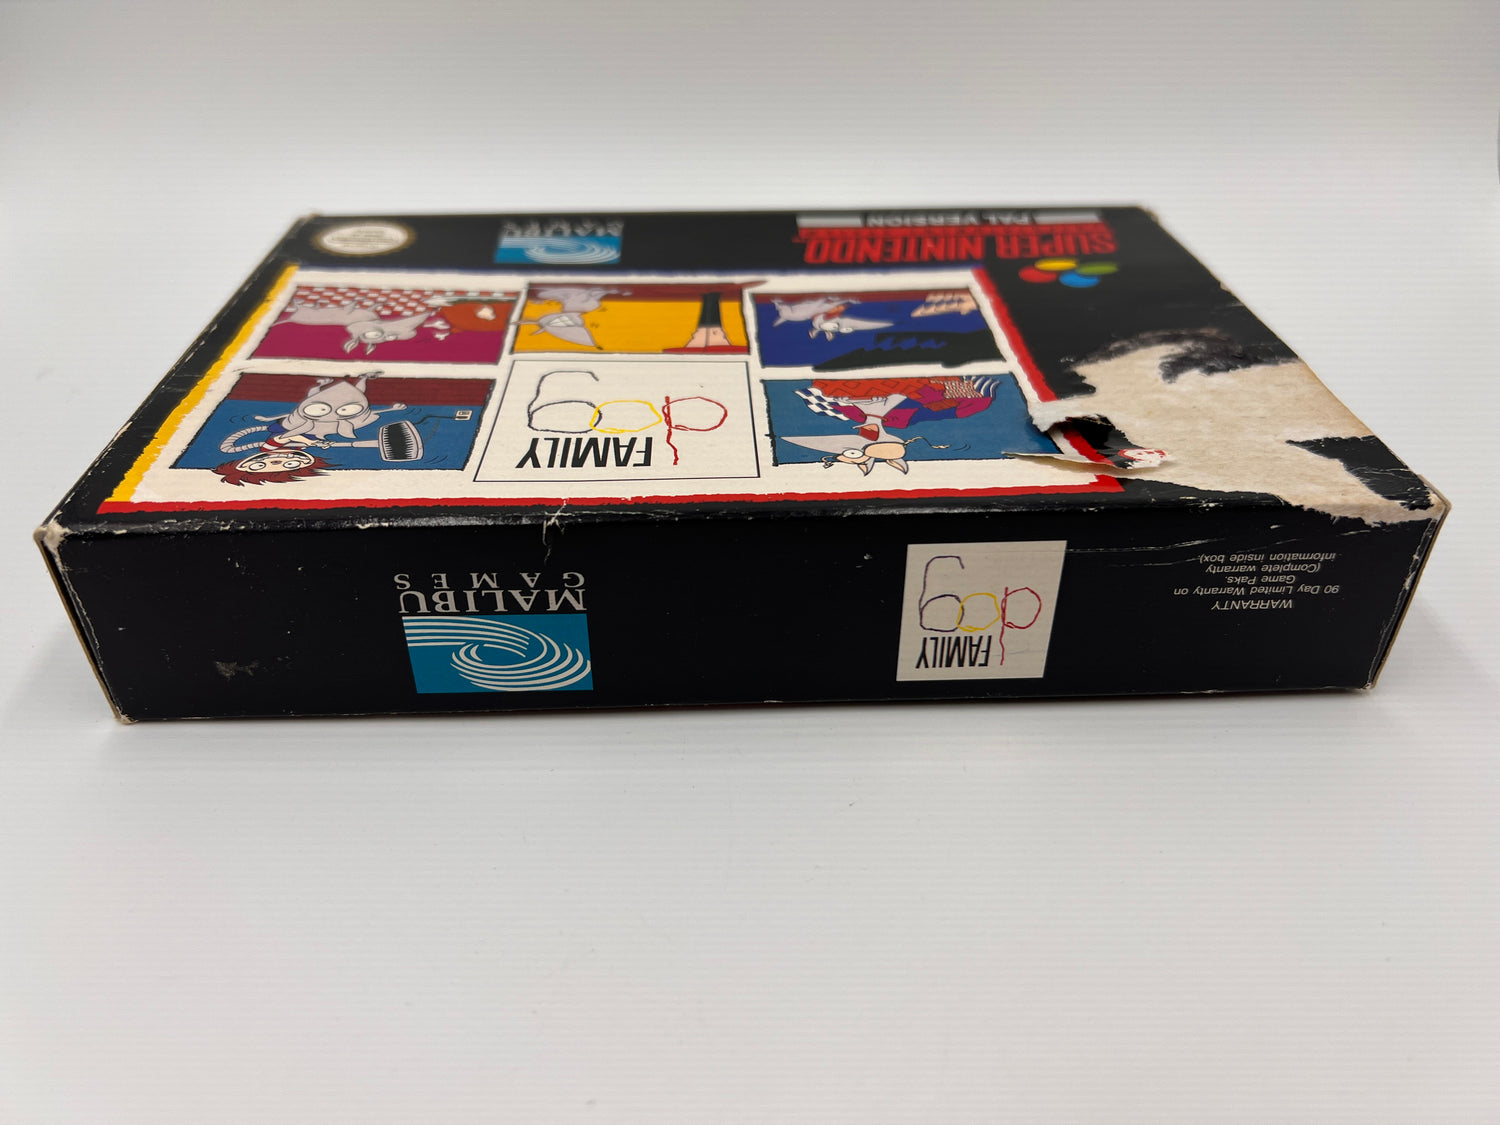 SUPER NINTENDO
PAL VERSION
MALIBU
GAMES
FAMILY
dog
MALIBU
GAMES
FAMILY
dog
WARRANTY
90 Day Limited Warranty on
Game Paks.
(Complete warranty
information inside box).